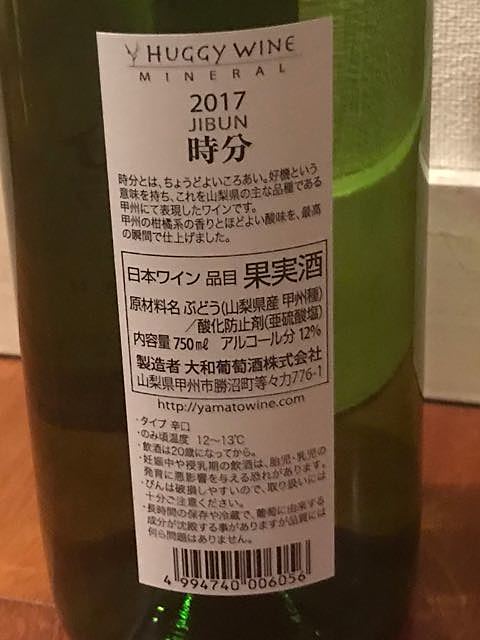 HUGGY WINE
MINERAL
2017
JIBUN
時分
時分とは、ちょうどよいころあい。好機という
意味を持ち、これを山梨県の主な品種である
甲州にて表現したワインです。
甲州の柑橘系の香りとほどよい酸味を、最高
の瞬間で仕上げました。
日本ワイン 品目 果実酒
原材料名 ぶどう(山梨県産 甲州種)
/酸化防止剤(亜硫酸塩)
内容量 750mℓ アルコール分 12%
製造者 大和葡萄酒株式会社
山梨県甲州市勝沼町等々力776-1
http://yamatowine.com
・タイプ 辛口
・のみ頃温度 12〜13℃
・飲酒は20歳になってから。
・妊娠中や授乳期の飲酒は、胎児・乳児の
発育に悪影響を与える恐れがあります。
・びんは破損しやすいので、取り扱いには
十分ご注意ください。
・長時間の保存や冷蔵で、葡萄に由来する
成分が沈殿する事がありますが品質には
何ら問題はありません。
4 994740 006056